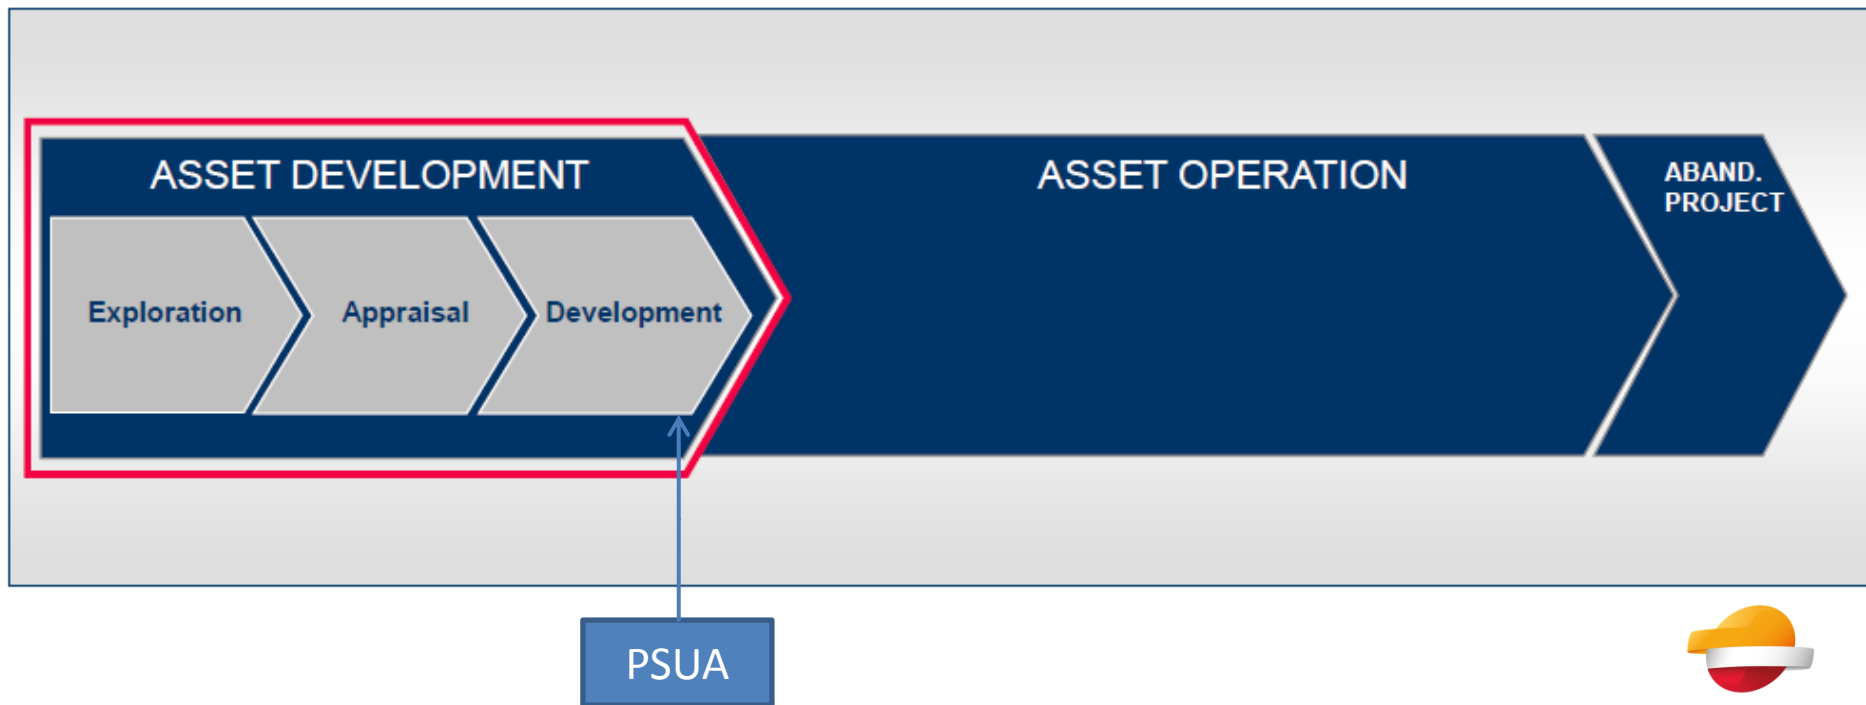 ASSET DEVELOPMENT
ASSET OPERATION
ABAND.
PROJECT
Exploration
Appraisal
Development
PSUA